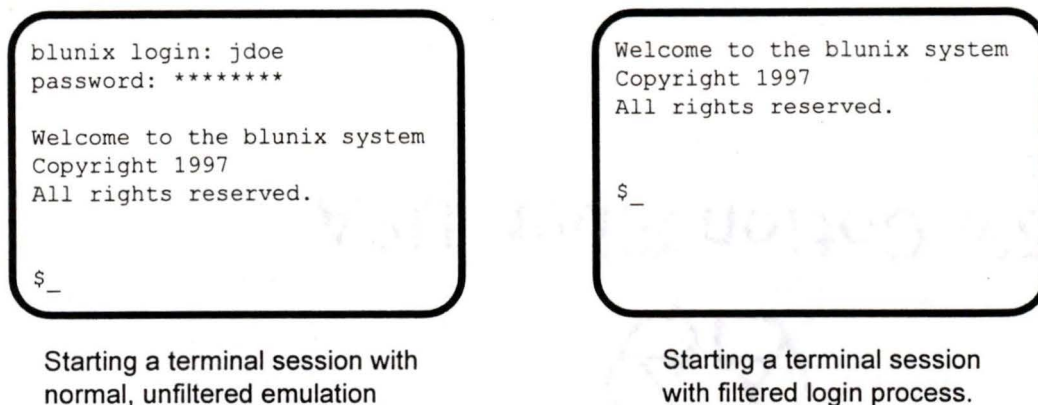 blunix login: jdoe
password: ********
Welcome to the blunix system
Copyright 1997
All rights reserved.
$_
Starting a terminal session with
normal, unfiltered emulation
Welcome to the blunix system
Copyright 1997
All rights reserved.
$_
Starting a terminal session
with filtered login process.